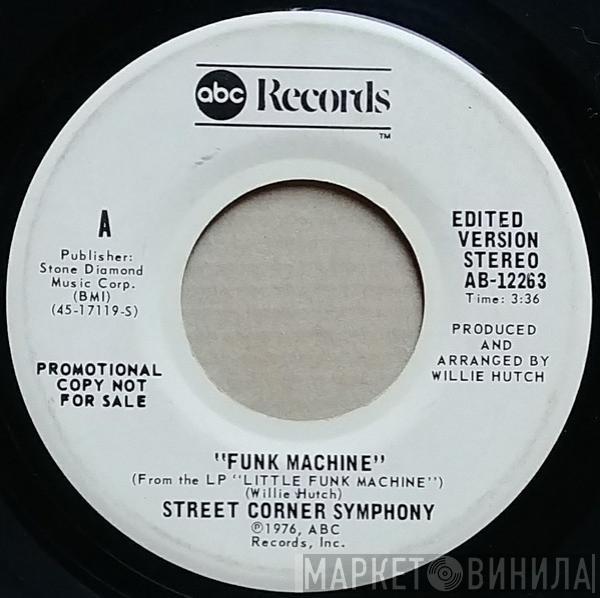 abc Records
TM
A
Publisher:
Stone Diamond
Music Corp.
(BMI)
(45-17119-S)
PROMOTIONAL
COPY NOT
FOR SALE
EDITED
VERSION
STEREO
AB-12263
Time: 3:36
PRODUCED
AND
ARRANGED BY
WILLIE HUTCH
"FUNK MACHINE"
(From the LP "LITTLE FUNK MACHINE")
(Willie Hutch)
STREET CORNER SYMPHONY
℗1976, ABC
Records, Inc.
МАРКЕТ ВИНИЛА